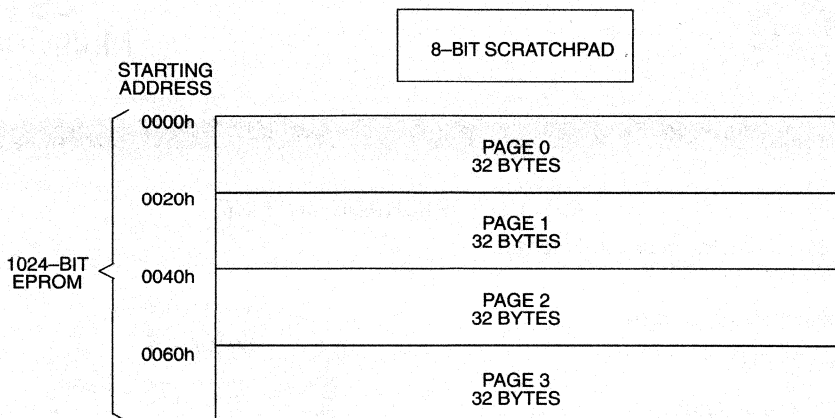 8–BIT SCRATCHPAD
STARTING
ADDRESS
0000h
PAGE 0
32 BYTES
0020h
PAGE 1
32 BYTES
1024–BIT
EPROM
0040h
PAGE 2
32 BYTES
0060h
PAGE 3
32 BYTES